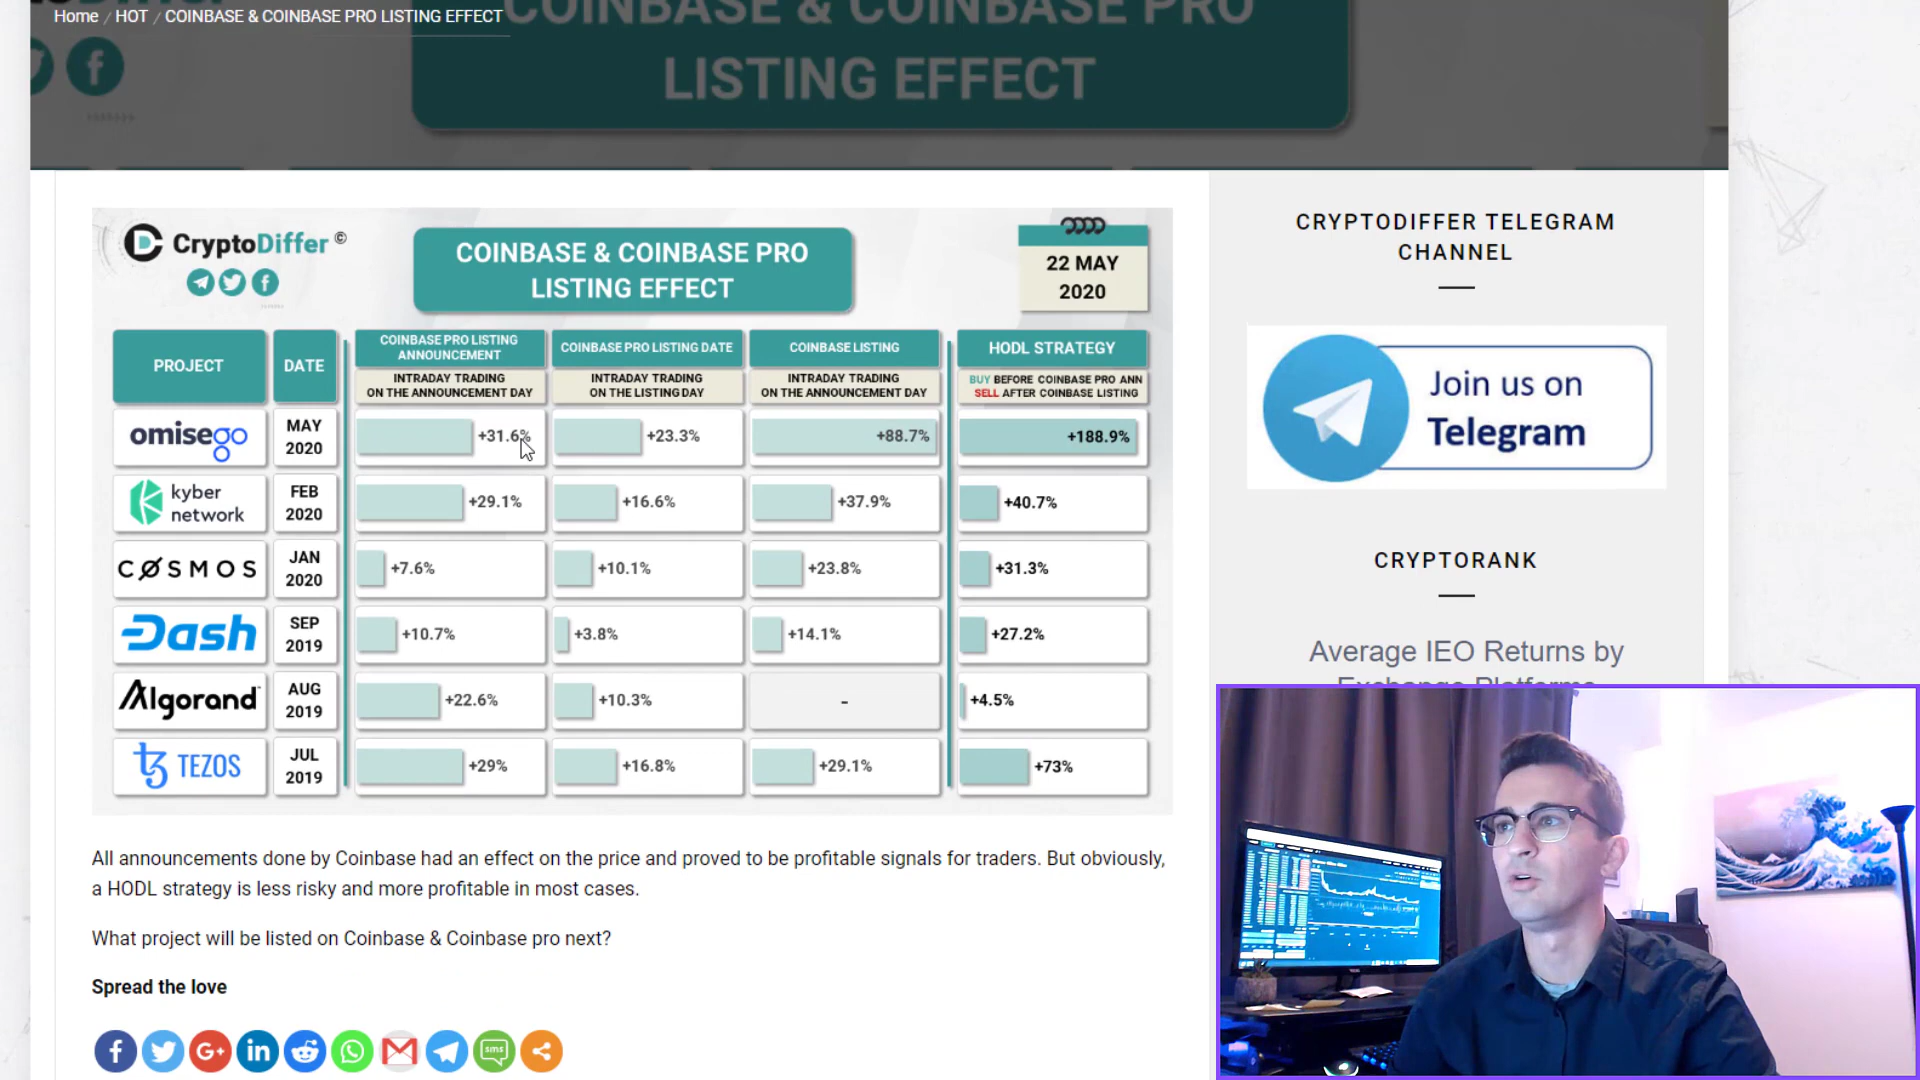 Home / HOT / COINBASE & COINBASE PRO LISTING EFFECT
COINBASE & COINBASE PRO
LISTING EFFECT
CryptoDiffer ©
COINBASE & COINBASE PRO
LISTING EFFECT
22 MAY
2020
PROJECT
DATE
COINBASE PRO LISTING
ANNOUNCEMENT
COINBASE PRO LISTING DATE
COINBASE LISTING
HODL STRATEGY
INTRADAY TRADING
ON THE ANNOUNCEMENT DAY
INTRADAY TRADING
ON THE LISTING DAY
INTRADAY TRADING
ON THE ANNOUNCEMENT DAY
BUY BEFORE COINBASE PRO ANN
SELL AFTER COINBASE LISTING
omisego
MAY
2020
+31.6%
+23.3%
+88.7%
+188.9%
kyber
network
FEB
2020
+29.1%
+16.6%
+37.9%
+40.7%
COSMOS
JAN
2020
+7.6%
+10.1%
+23.8%
+31.3%
Dash
SEP
2019
+10.7%
+3.8%
+14.1%
+27.2%
Algorand
AUG
2019
+22.6%
+10.3%
-
+4.5%
TEZOS
JUL
2019
+29%
+16.8%
+29.1%
+73%
All announcements done by Coinbase had an effect on the price and proved to be profitable signals for traders. But obviously,
a HODL strategy is less risky and more profitable in most cases.
What project will be listed on Coinbase & Coinbase pro next?
Spread the love
sms
CRYPTODIFFER TELEGRAM
CHANNEL
Join us on
Telegram
CRYPTORANK
Average IEO Returns by
Exchange Platforms